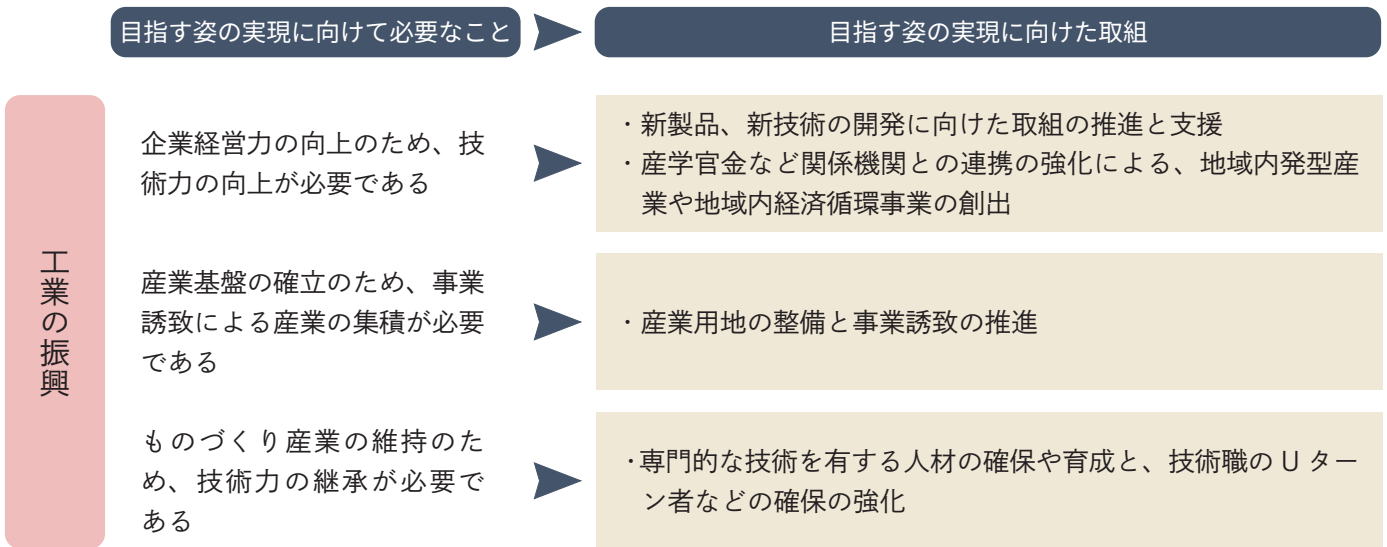 目指す姿の実現に向けて必要なこと
目指す姿の実現に向けた取組
工業の振興
企業経営力の向上のため、技
術力の向上が必要である
・新製品、新技術の開発に向けた取組の推進と支援
・産学官金など関係機関との連携の強化による、地域内発型産
業や地域内経済循環事業の創出
産業基盤の確立のため、事業
誘致による産業の集積が必要
である
・産業用地の整備と事業誘致の推進
ものづくり産業の維持のた
め、技術力の継承が必要で
ある
・専門的な技術を有する人材の確保や育成と、技術職の U ター
ン者などの確保の強化